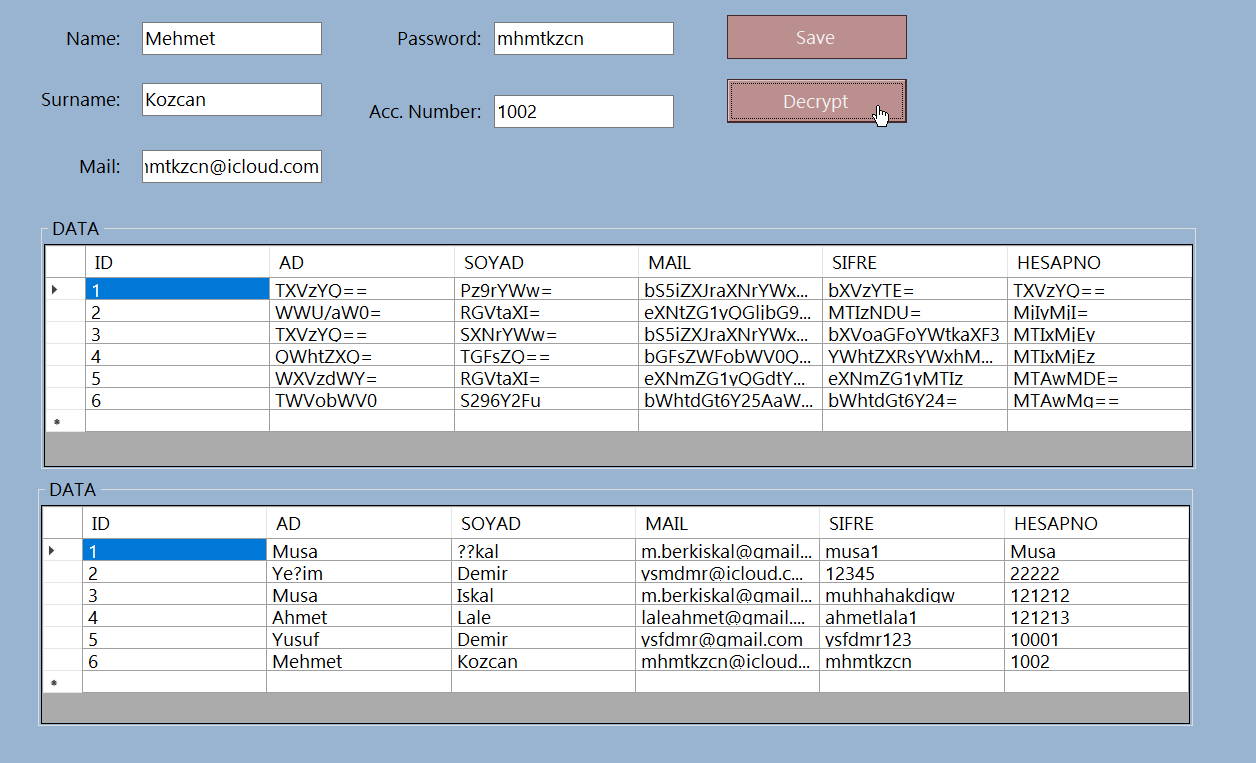 Name: Mehmet Password: mhmtkzcn Save
Surname: Kozcan Acc. Number: 1002 Decrypt
Mail: mtkzcn@icloud.com
DATA
ID AD SOYAD MAIL SIFRE HESAPNO
1 TXVzYQ== Pz9rYWw= bS5iZXJraXNrYWx... bXVzYTE= TXVzYQ==
2 WWU/aW0= RGVtaXI= eXNtZG1yQGljbG9... MTIzNDU= MjIyMjI=
3 TXVzYQ== SXNrYWw= bS5iZXJraXNrYWx... bXVoaGFoYWtkaXF3 MTIxMjEy
4 QWhtZXQ= TGFsZQ== bGFsZWFobWV0Q... YWhtZXRsYWxhM... MTIxMjEz
5 WXVzdWY= RGVtaXI= eXNmZG1yQGdtY... eXNmZG1yMTIz MTAwMDE=
6 TWVobWV0 S296Y2Fu bWhtdGt6Y25AaW... bWhtdGt6Y24= MTAwMg==
DATA
ID AD SOYAD MAIL SIFRE HESAPNO
1 Musa ??kal m.berkiskal@gmail... musa1 Musa
2 Ye?im Demir ysmdmr@icloud.c... 12345 22222
3 Musa Iskal m.berkiskal@gmail... muhhahakdiqw 121212
4 Ahmet Lale laleahmet@gmail.... ahmetlala1 121213
5 Yusuf Demir ysfdmr@gmail.com ysfdmr123 10001
6 Mehmet Kozcan mhmtkzcn@icloud... mhmtkzcn 1002